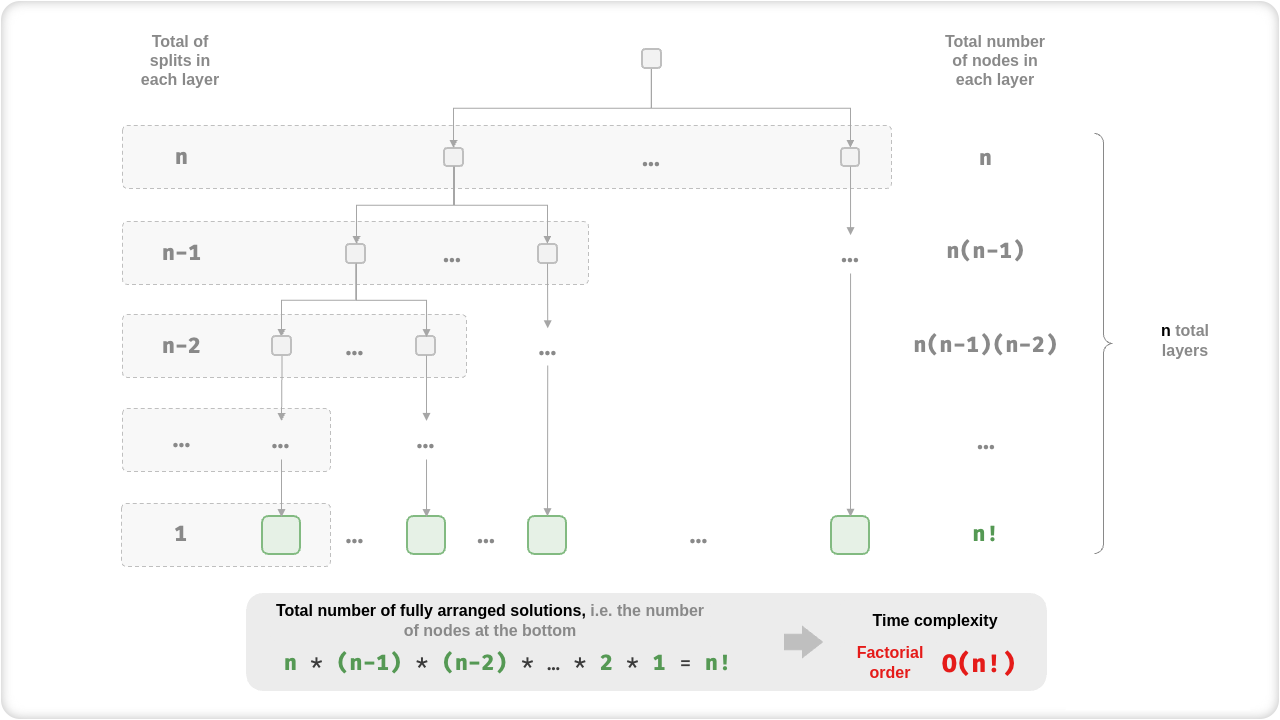 Total of
splits in
each layer
Total number
of nodes in
each layer
n
...
n
n-1
...
...
n(n-1)
n-2
...
...
n(n-1)(n-2)
n total
layers
...
...
...
...
1
...
...
...
n!
Total number of fully arranged solutions, i.e. the number
of nodes at the bottom
n * (n-1) * (n-2) * … * 2 * 1 = n!
Time complexity
Factorial
order
O(n!)